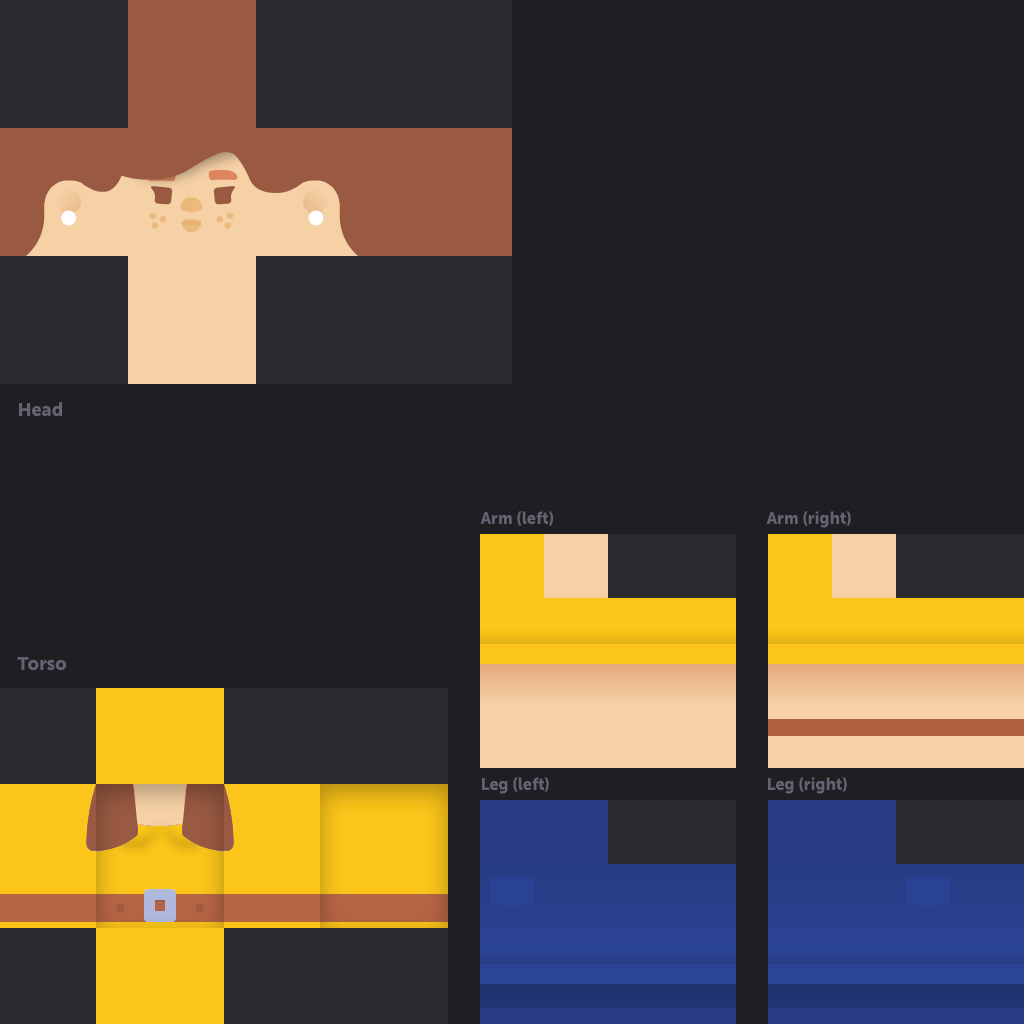 Head
Arm (left)
Arm (right)
Torso
Leg (left)
Leg (right)